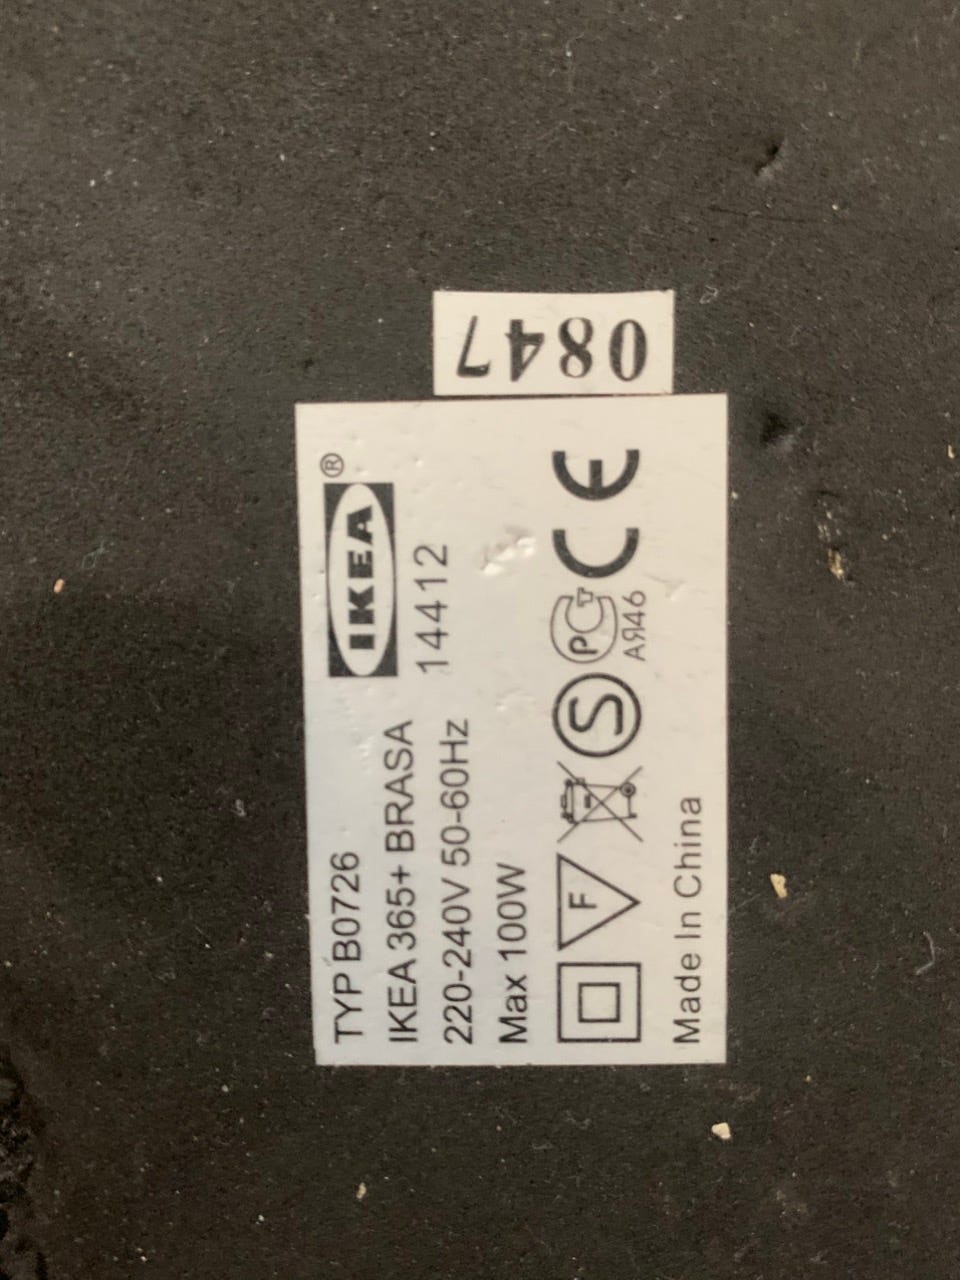 0847
IKEA®
TYP B0726
IKEA 365+ BRASA 14412
220-240V 50-60Hz
Max 100W
F S PCT CE
АЯ46
Made In China